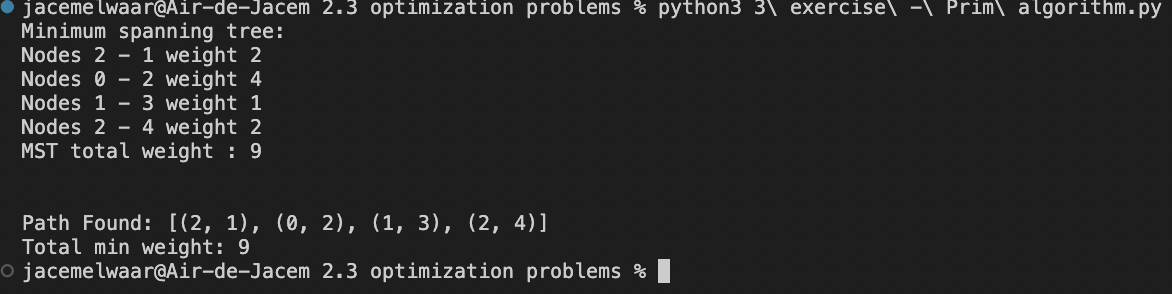 jacemelwaar@Air-de-Jacem 2.3 optimization problems % python3 3\ exercise\ -\ Prim\ algorithm.py
Minimum spanning tree:
Nodes 2 - 1 weight 2
Nodes 0 - 2 weight 4
Nodes 1 - 3 weight 1
Nodes 2 - 4 weight 2
MST total weight : 9
Path Found: [(2, 1), (0, 2), (1, 3), (2, 4)]
Total min weight: 9
jacemelwaar@Air-de-Jacem 2.3 optimization problems %